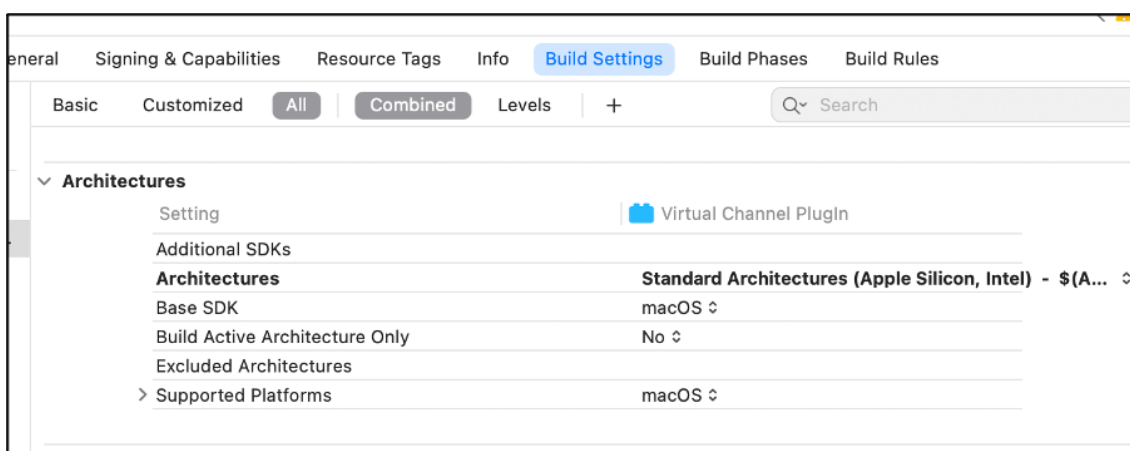 eneral Signing & Capabilities Resource Tags Info Build Settings Build Phases Build Rules
Basic Customized All Combined Levels + Search
Architectures
Setting Virtual Channel PlugIn
Additional SDKs
Architectures Standard Architectures (Apple Silicon, Intel) - $(A...
Base SDK macOS
Build Active Architecture Only No
Excluded Architectures
Supported Platforms macOS